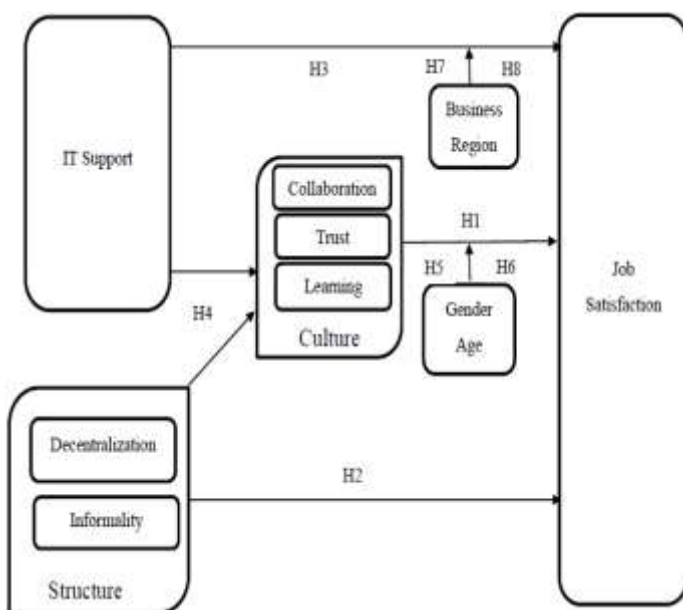 H3
H7
H8
IT Support
Business
Region
Collaboration
Trust
Learning
Culture
H1
H5
H6
Gender
Age
Job
Satisfaction
H4
Decentralization
Informality
Structure
H2